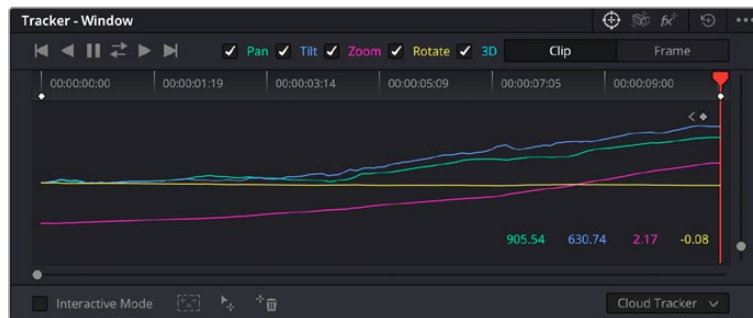 Tracker - Window
Pan Tilt Zoom Rotate 3D Clip Frame
00:00:00:00 00:00:01:19 00:00:03:14 00:00:05:09 00:00:07:05 00:00:09:00
905.54 630.74 2.17 -0.08
Interactive Mode Cloud Tracker